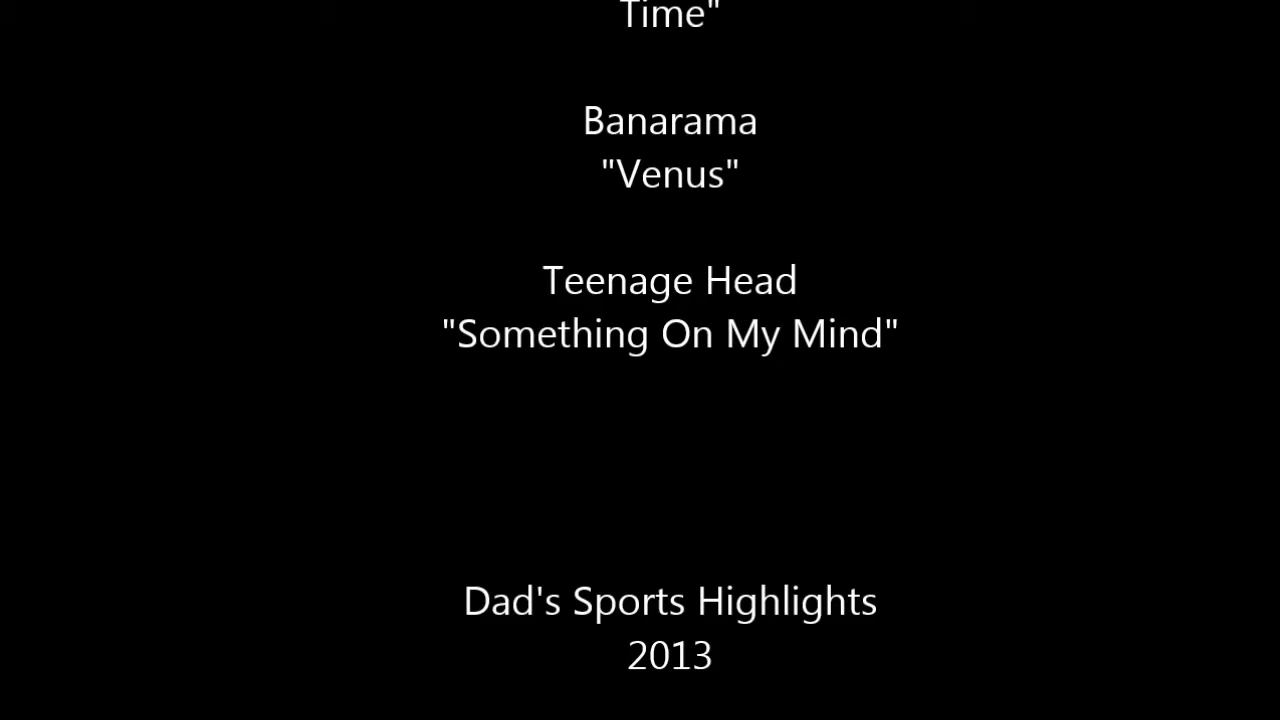 Time"
Banarama
"Venus"
Teenage Head
"Something On My Mind"
Dad's Sports Highlights
2013